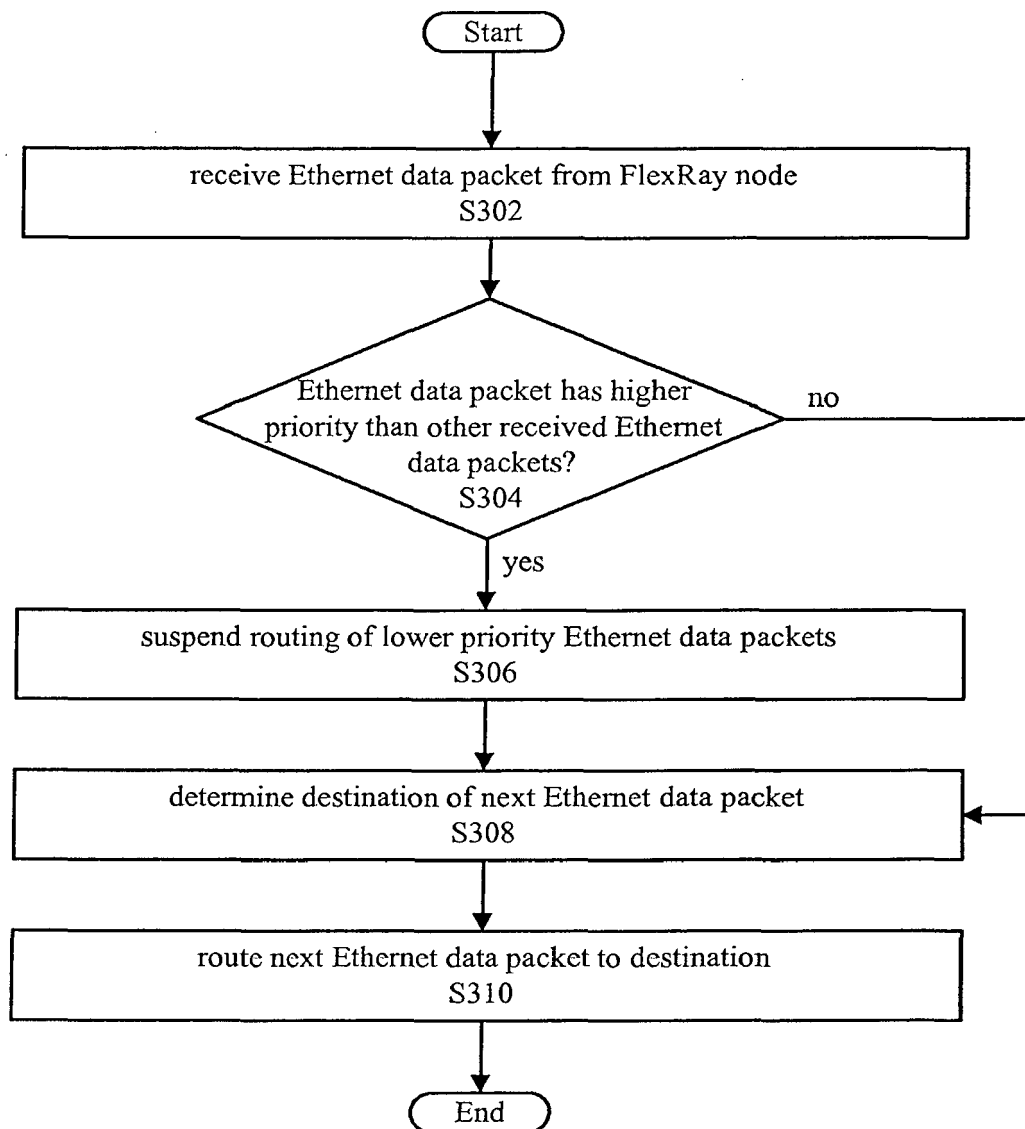 Start
receive Ethernet data packet from FlexRay node
S302
Ethernet data packet has higher
priority than other received Ethernet
data packets?
S304
no
yes
suspend routing of lower priority Ethernet data packets
S306
determine destination of next Ethernet data packet
S308
route next Ethernet data packet to destination
S310
End